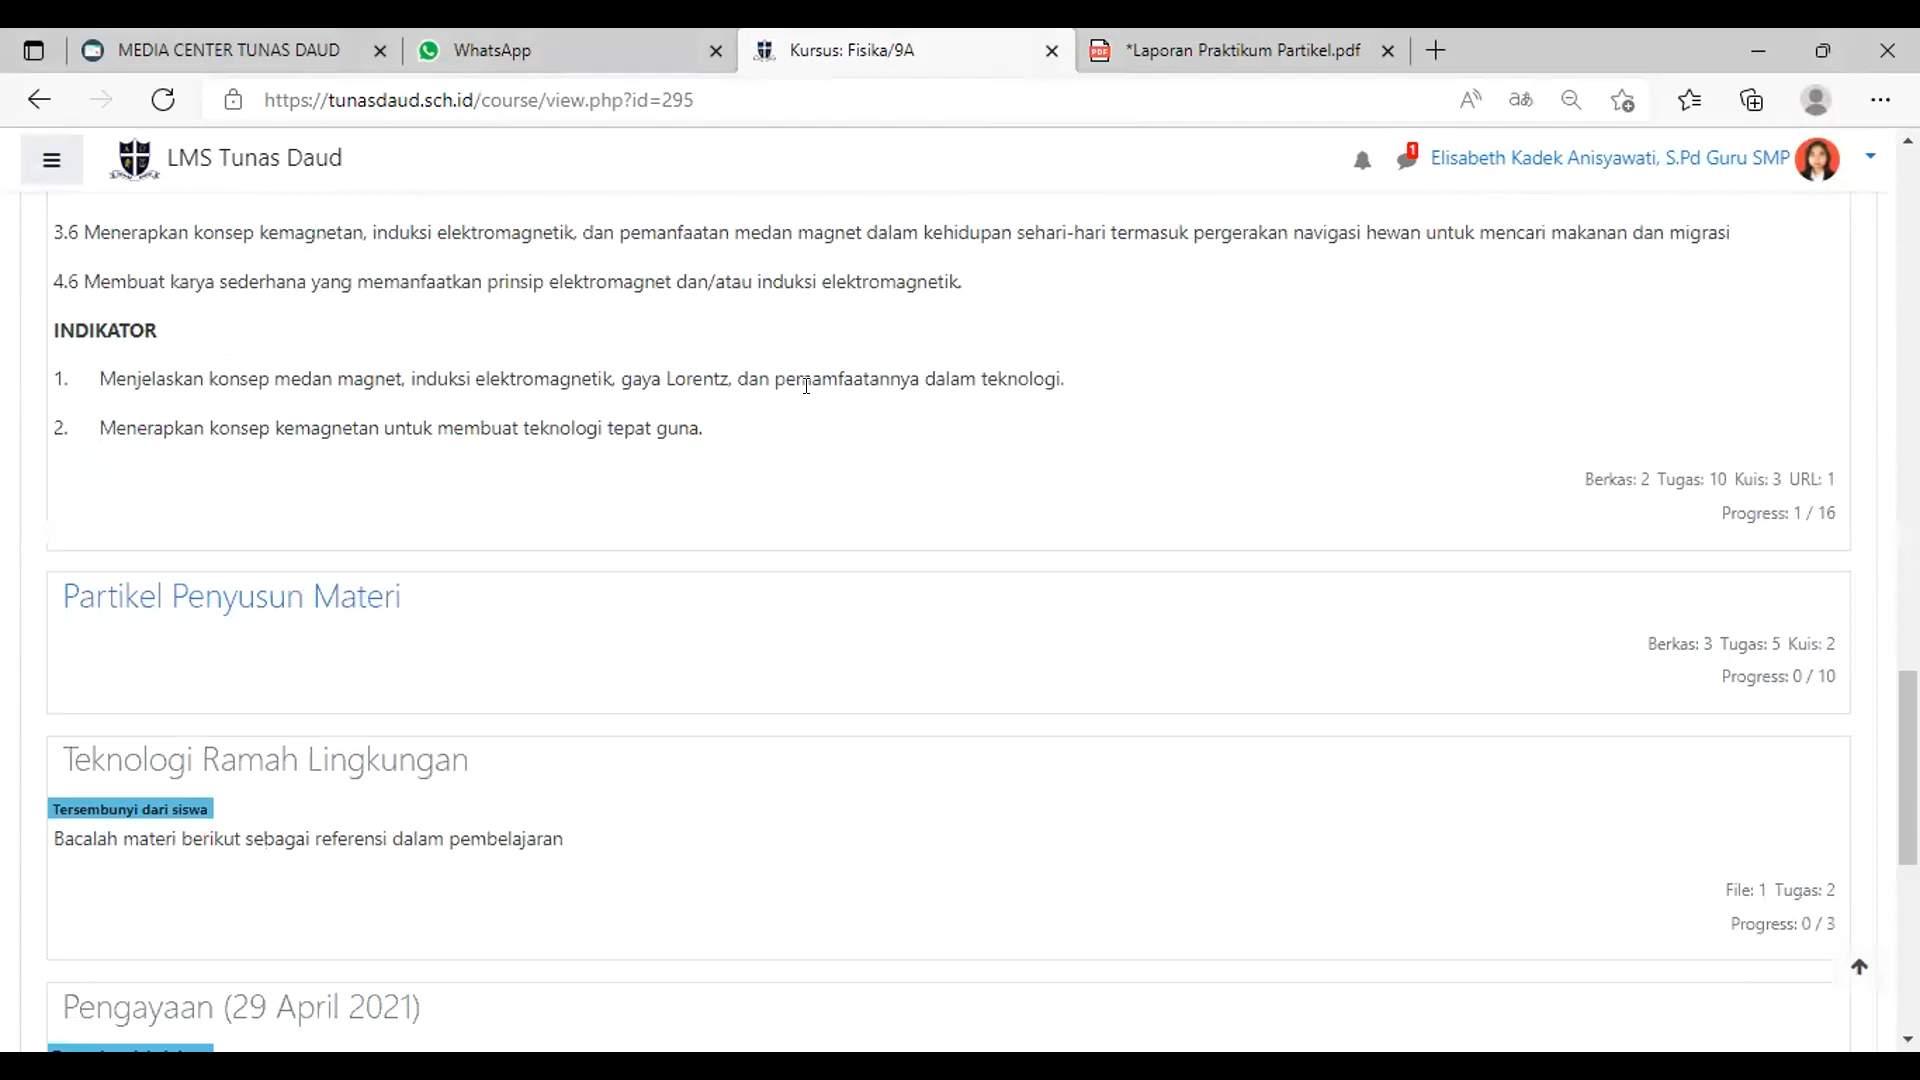 MEDIA CENTER TUNAS DAUD
WhatsApp
Kursus: Fisika/9A
*Laporan Praktikum Partikel.pdf
https://tunasdaud.sch.id/course/view.php?id=295
LMS Tunas Daud
1
Elisabeth Kadek Anisyawati, S.Pd Guru SMP
3.6 Menerapkan konsep kemagnetan, induksi elektromagnetik, dan pemanfaatan medan magnet dalam kehidupan sehari-hari termasuk pergerakan navigasi hewan untuk mencari makanan dan migrasi
4.6 Membuat karya sederhana yang memanfaatkan prinsip elektromagnet dan/atau induksi elektromagnetik.
INDIKATOR
1. Menjelaskan konsep medan magnet, induksi elektromagnetik, gaya Lorentz, dan pemamfaatannya dalam teknologi.
2. Menerapkan konsep kemagnetan untuk membuat teknologi tepat guna.
Berkas: 2 Tugas: 10 Kuis: 3 URL: 1
Progress: 1 / 16
Partikel Penyusun Materi
Berkas: 3 Tugas: 5 Kuis: 2
Progress: 0 / 10
Teknologi Ramah Lingkungan
Tersembunyi dari siswa
Bacalah materi berikut sebagai referensi dalam pembelajaran
File: 1 Tugas: 2
Progress: 0 / 3
Pengayaan (29 April 2021)